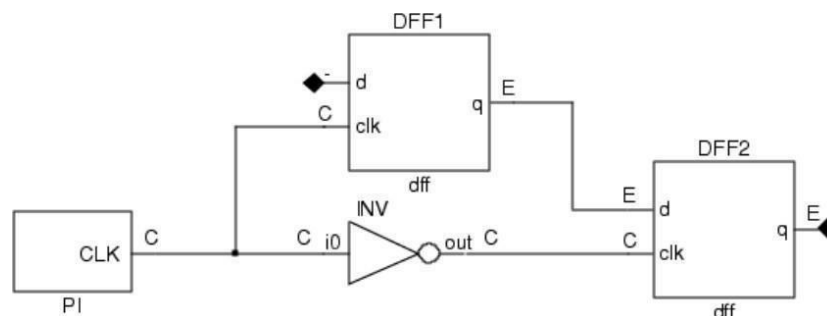 DFF1
- d
C clk
q E
dff
DFF2
E d
C clk
q E
dff
INV
C i0
out C
CLK C
PI